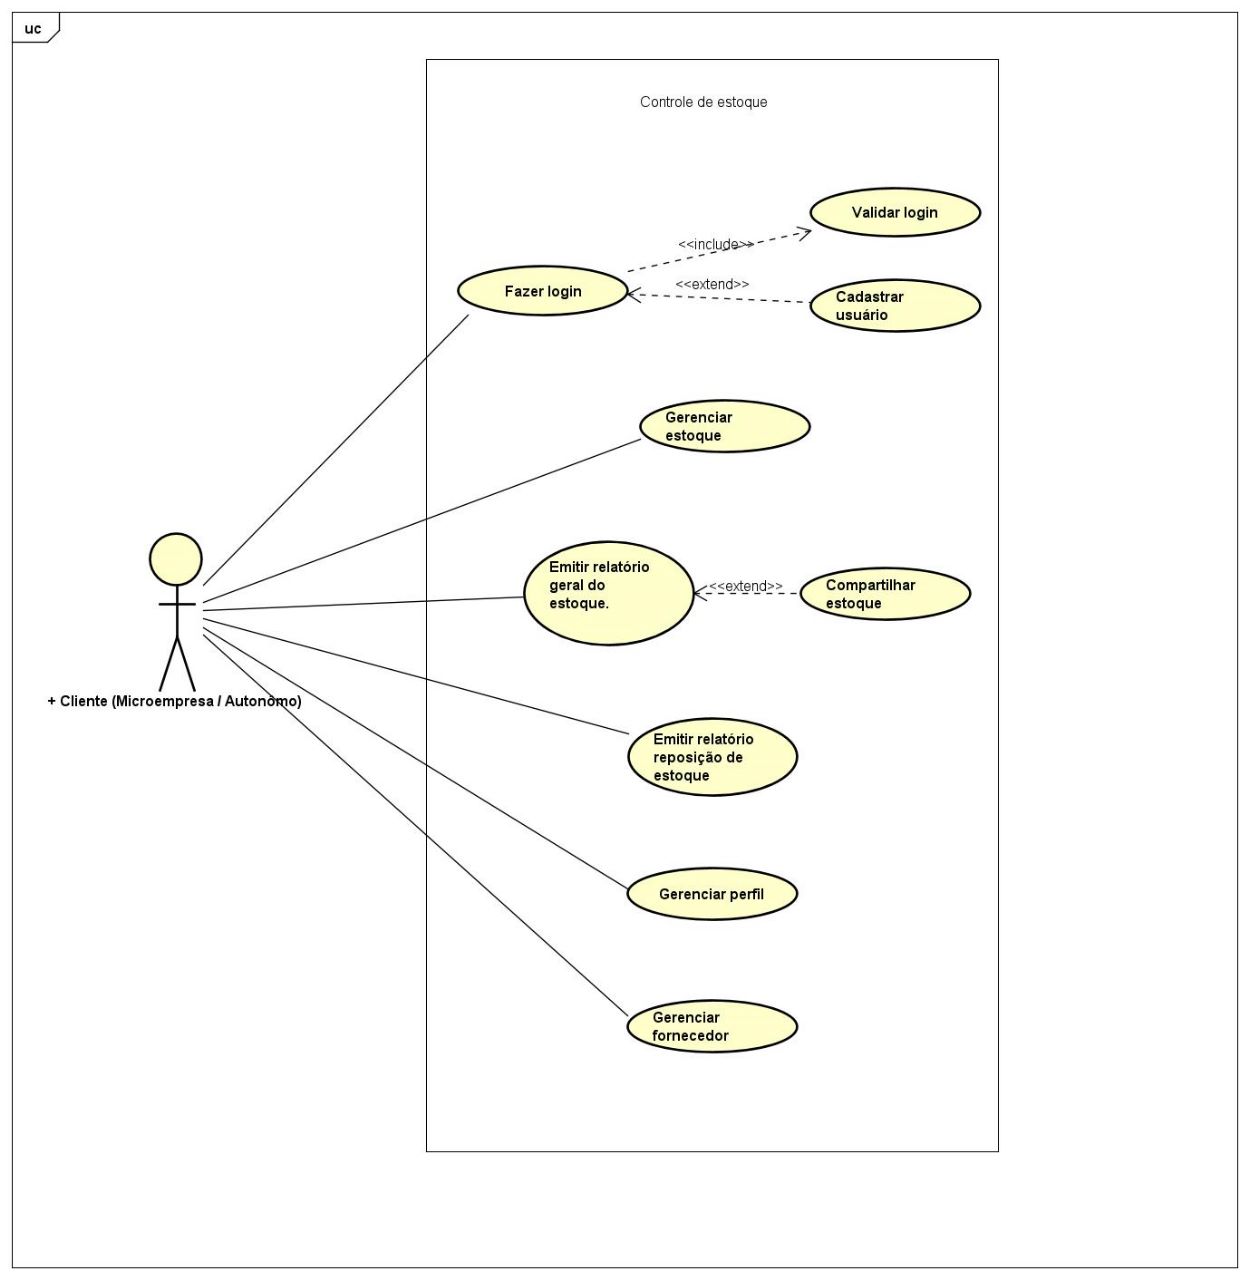 uc
Controle de estoque
Validar login
<<include>>
Fazer login
<<extend>>
Cadastrar
usuário
Gerenciar
estoque
Emitir relatório
geral do
estoque.
<<extend>>
Compartilhar
estoque
+ Cliente (Microempresa / Autonômo)
Emitir relatório
reposição de
estoque
Gerenciar perfil
Gerenciar
fornecedor